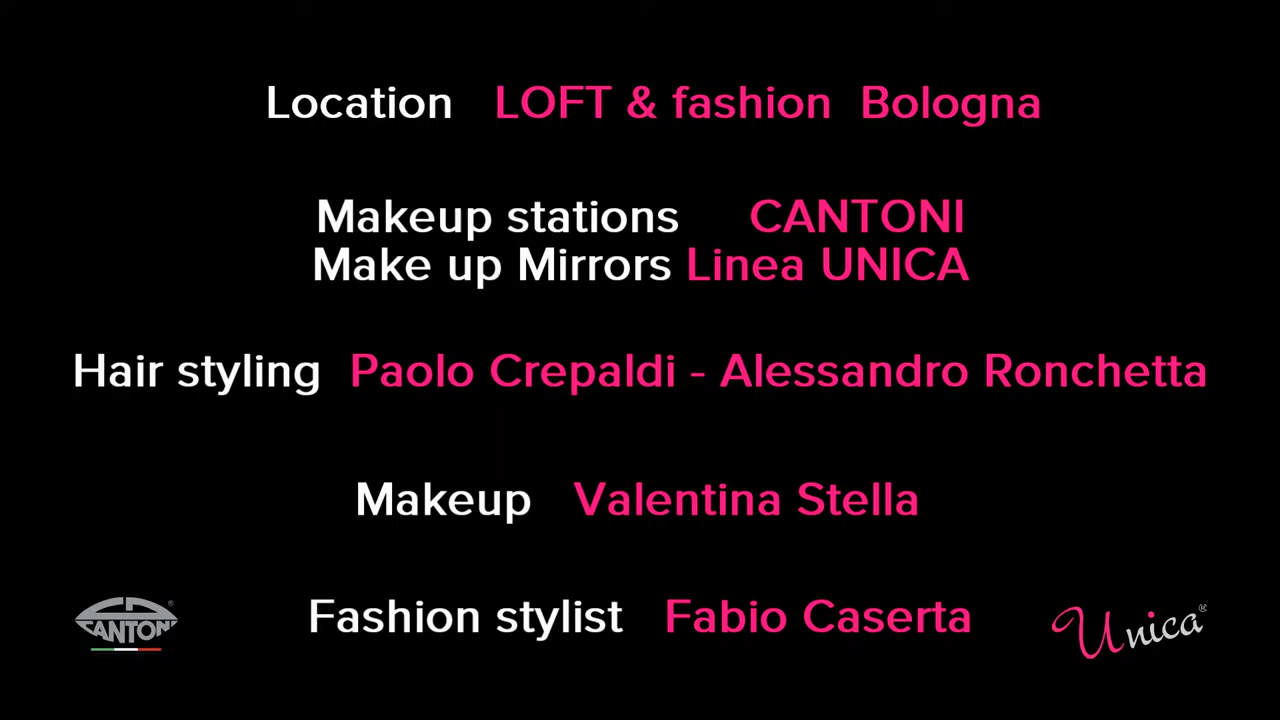 Location LOFT & fashion Bologna
Makeup stations CANTONI
Make up Mirrors Linea UNICA
Hair styling Paolo Crepaldi - Alessandro Ronchetta
Makeup Valentina Stella
Fashion stylist Fabio Caserta
CANTONI®
Unica®